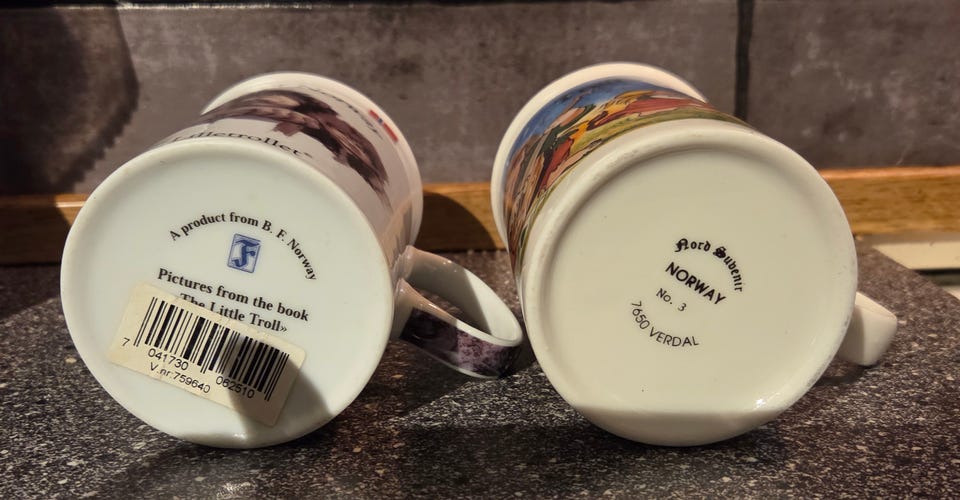 Lilletrollet
A product from B. F. Norway
F
Pictures from the book
The Little Troll»
7 041730 062510
V.nr:759640
Nord Suvenir
NORWAY
No. 3
7650 VERDAL